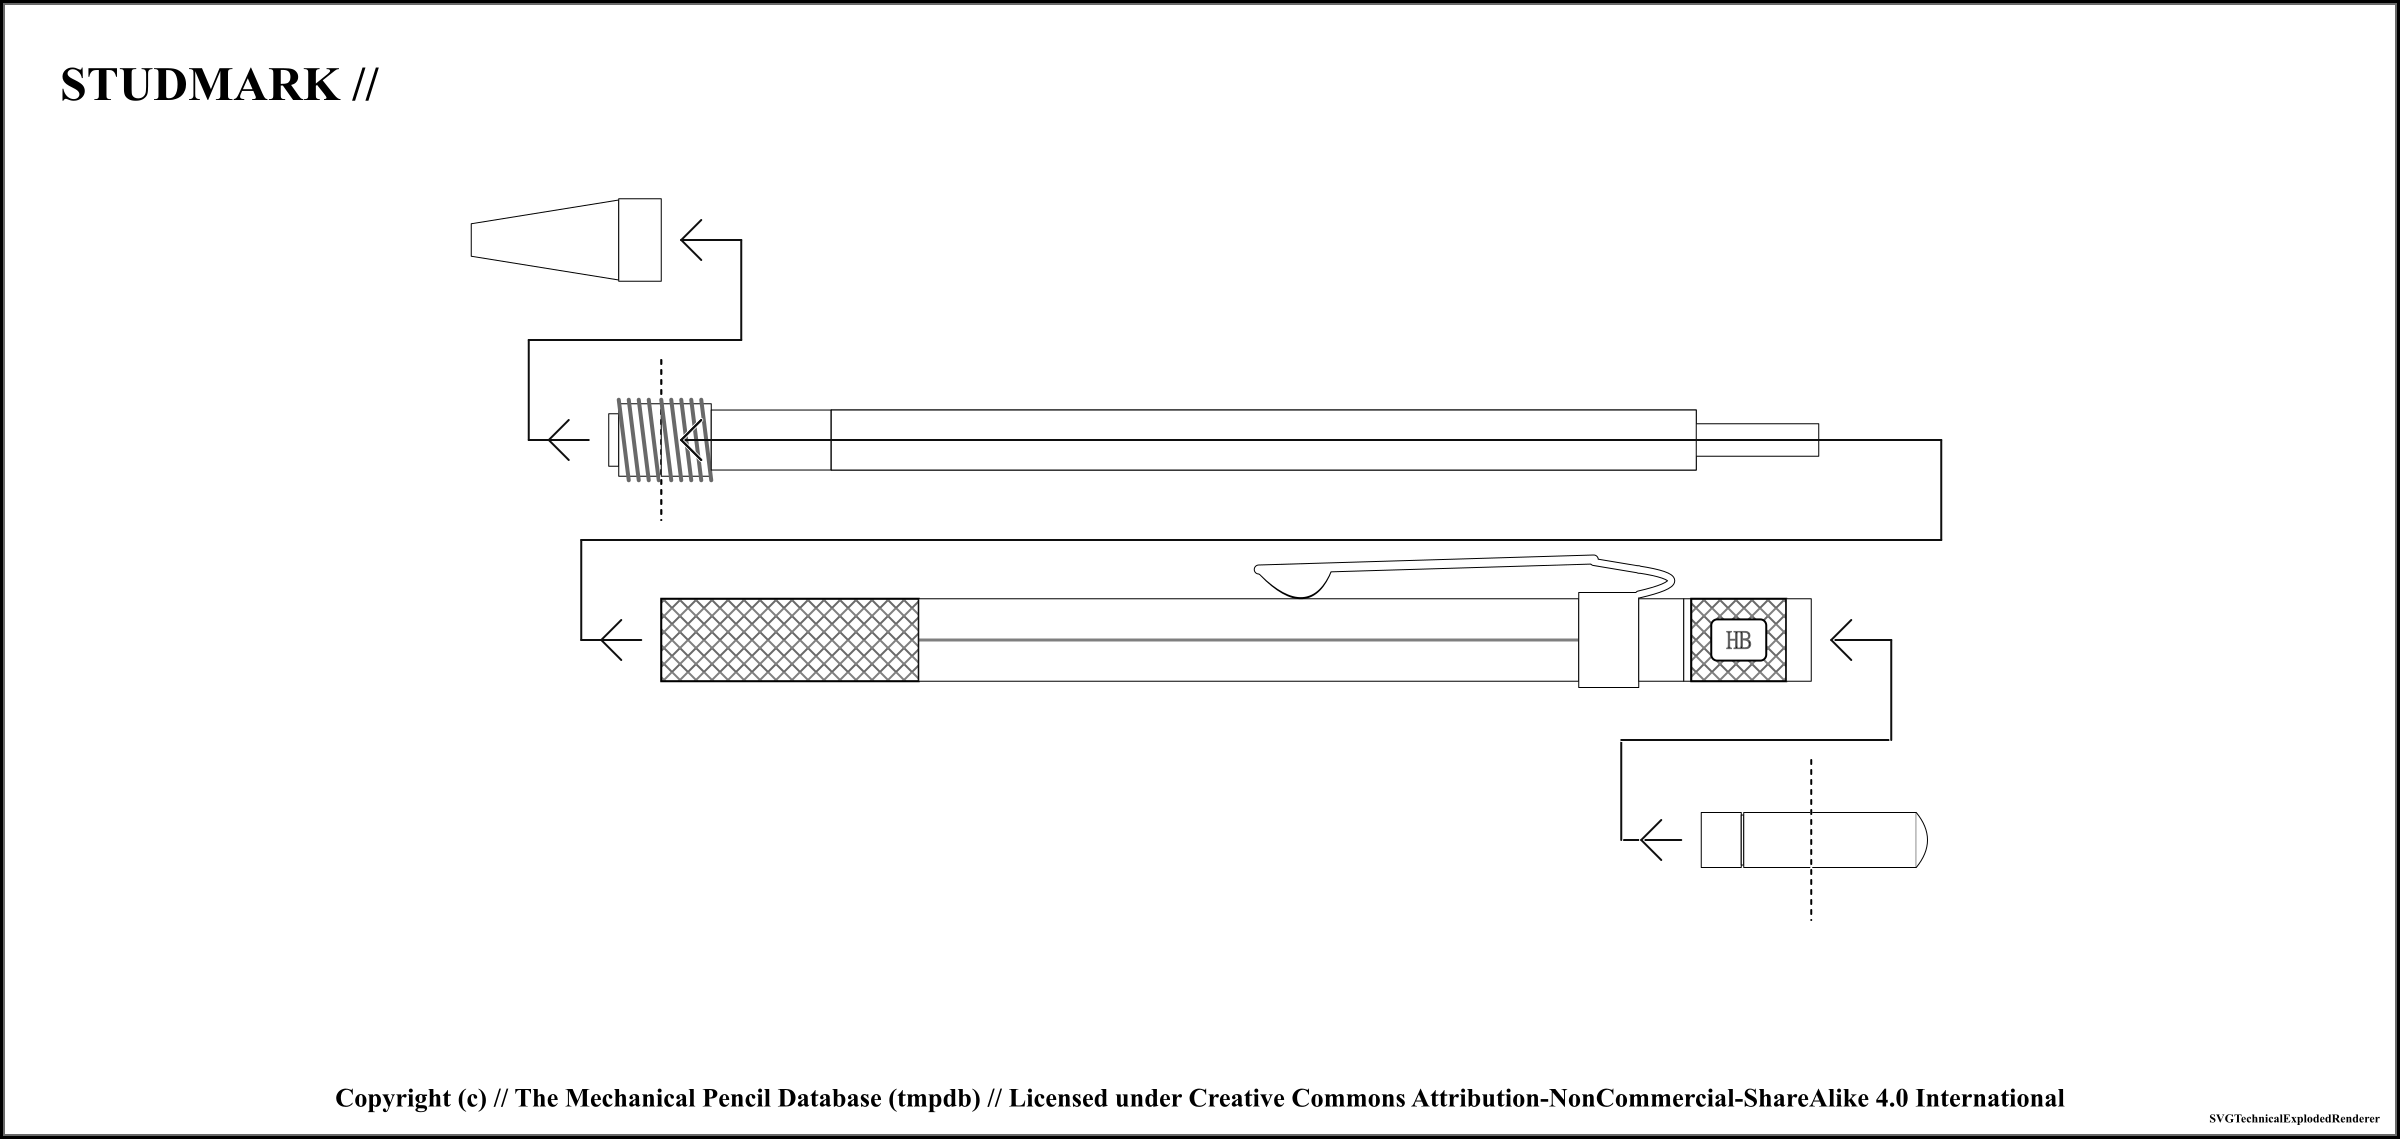 STUDMARK //
HB
Copyright (c) // The Mechanical Pencil Database (tmpdb) // Licensed under Creative Commons Attribution-NonCommercial-ShareAlike 4.0 International
SVGTechnicalExplodedRenderer